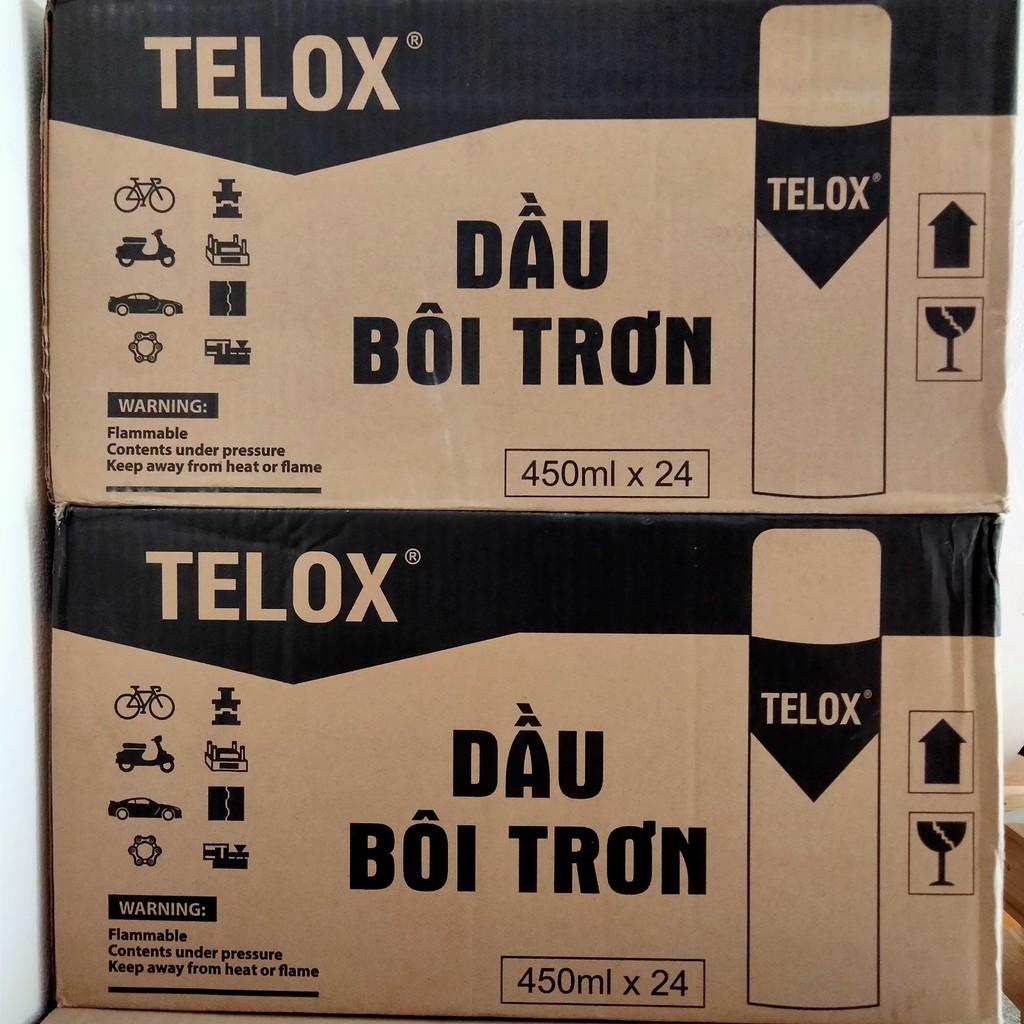 TELOX®
TELOX®
DẦU
BÔI TRƠN
WARNING:
Flammable
Contents under pressure
Keep away from heat or flame
450ml x 24
TELOX®
TELOX®
DẦU
BÔI TRƠN
WARNING:
Flammable
Contents under pressure
Keep away from heat or flame
450ml x 24